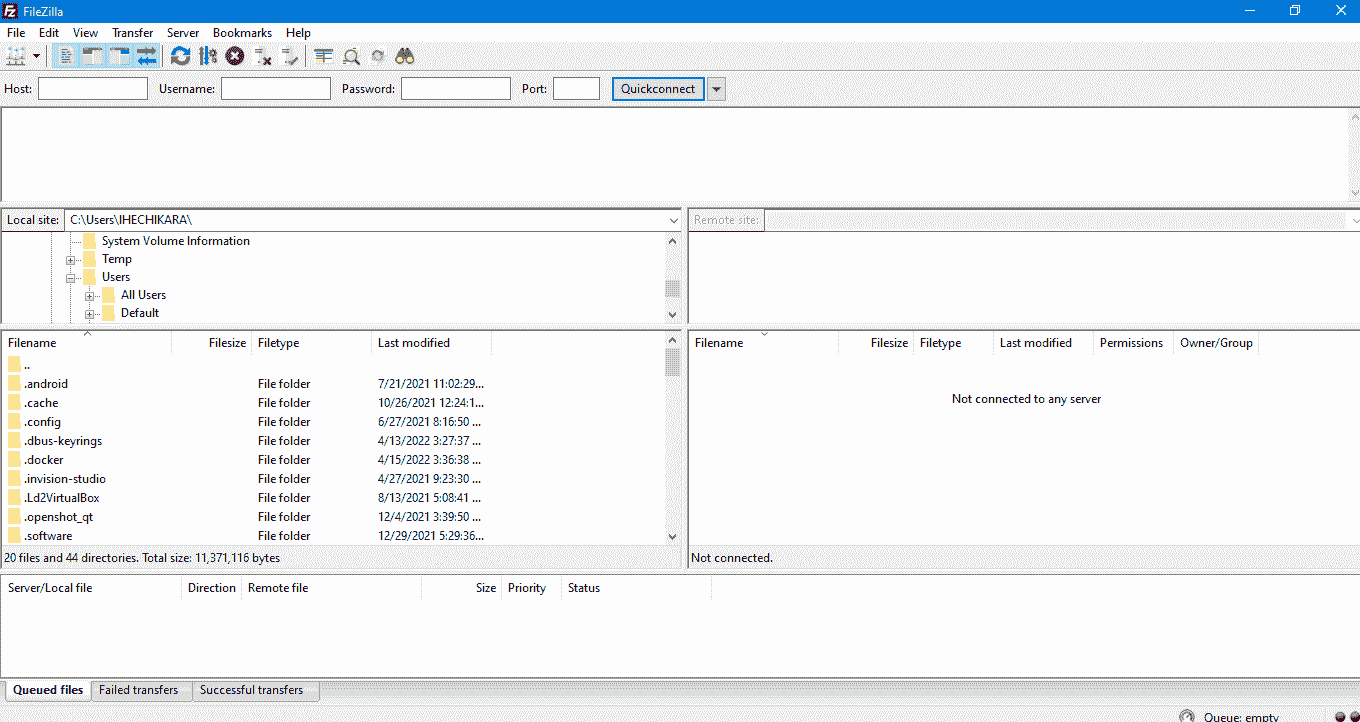 FileZilla
File Edit View Transfer Server Bookmarks Help
Host: Username: Password: Port: Quickconnect
Local site: C:\Users\IHECHIKARA\ Remote site:
System Volume Information
Temp
Users
All Users
Default
Filename Filesize Filetype Last modified Filename Filesize Filetype Last modified Permissions Owner/Group
..
.android File folder 7/21/2021 11:02:29...
.cache File folder 10/26/2021 12:24:1...
.config File folder 6/27/2021 8:16:50 ...
.dbus-keyrings File folder 4/13/2022 3:27:37 ...
.docker File folder 4/15/2022 3:36:38 ...
.invision-studio File folder 4/27/2021 9:23:30 ...
.Ld2VirtualBox File folder 8/13/2021 5:08:41 ...
.openshot_qt File folder 12/4/2021 3:39:50 ...
.software File folder 12/29/2021 5:29:36...
Not connected to any server
20 files and 44 directories. Total size: 11,371,116 bytes Not connected.
Server/Local file Direction Remote file Size Priority Status
Queued files Failed transfers Successful transfers
Queue: empty